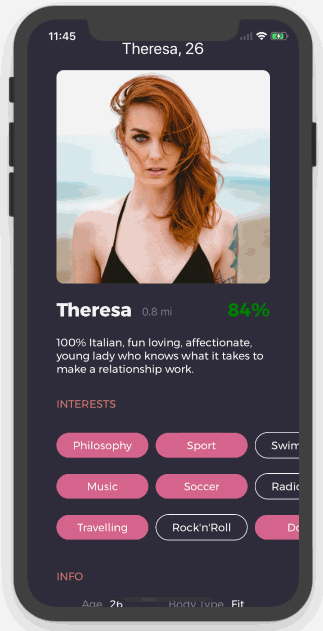 11:45
Theresa, 26
Theresa 0.8 mi 84%
100% Italian, fun loving, affectionate,
young lady who knows what it takes to
make a relationship work.
INTERESTS
Philosophy Sport Swim
Music Soccer Radi
Travelling Rock'n'Roll
INFO
Age 26 Body Type Fit